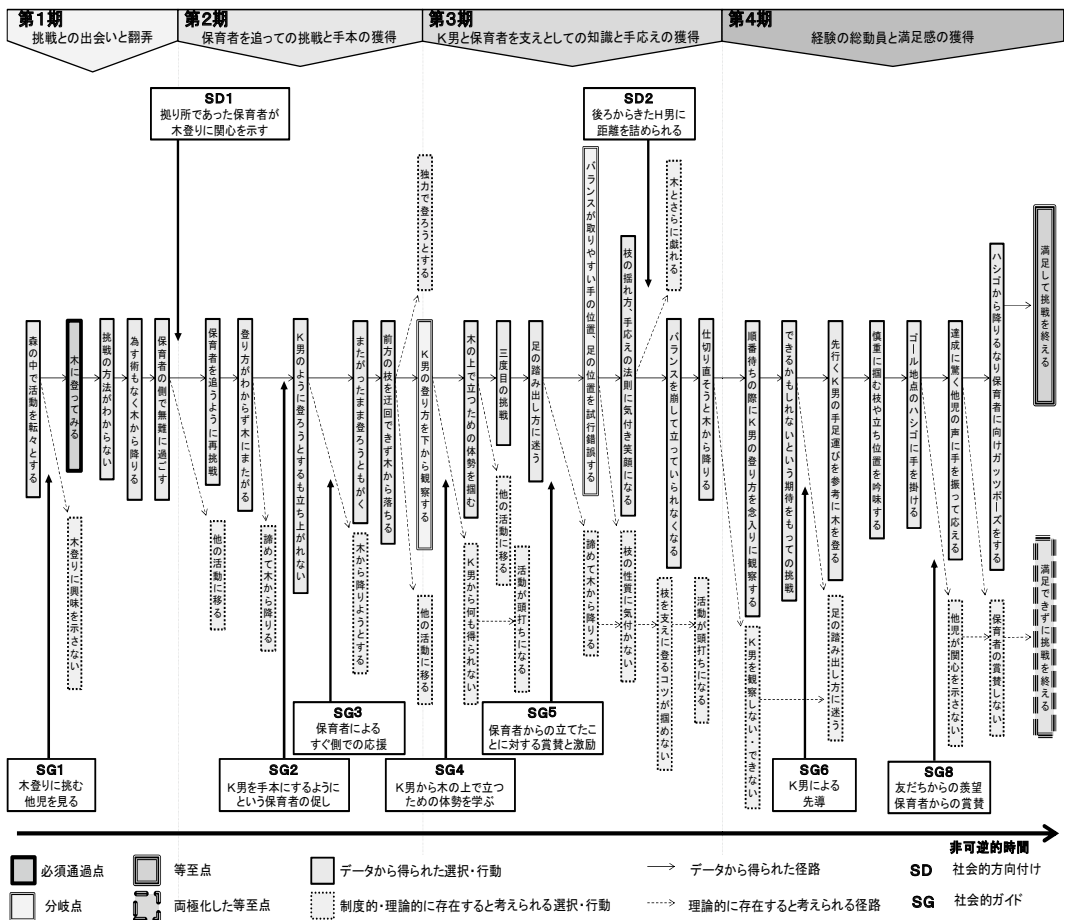 第1期
挑戦との出会いと翻弄
第2期
保育者を追っての挑戦と手本の獲得
第3期
K男と保育者を支えとしての知識と手応えの獲得
第4期
経験の総動員と満足感の獲得
SD1
拠り所であった保育者が
木登りに関心を示す
SD2
後ろからきたH男に
距離を詰められる
森の中で活動を転々とする
木に登ってみる
挑戦の方法がわからない
為す術もなく木から降りる
保育者の側で無難に過ごす
保育者を追うように再挑戦
登り方がわからず木にまたがる
K男のように登ろうとするも立ち上がれない
またがったまま登ろうともがく
前方の枝を迂回できず木から落ちる
独力で登ろうとする
K男の登り方を下から観察する
木の上で立つための体勢を掴む
三度目の挑戦
足の踏み出し方に迷う
バランスが取りやすい手の位置、足の位置を試行錯誤する
枝の揺れ方、手応えの法則に気付き笑顔になる
木とさらに戯れる
バランスを崩して立っていられなくなる
仕切り直そうと木から降りる
順番待ちの際にK男の登り方を念入りに観察する
できるかもしれないという期待をもっての挑戦
先行くK男の手足運びを参考に木を登る
慎重に掴む枝や立ち位置を吟味する
ゴール地点のハシゴに手を掛ける
達成に驚く他児の声に手を振って応える
ハシゴから降りるなり保育者に向けガッツポーズをする
満足して挑戦を終える
木登りに興味を示さない
他の活動に移る
諦めて木から降りる
木から降りようとする
他の活動に移る
K男から何も得られない
他の活動に移る
活動が頭打ちになる
諦めて木から降りる
枝の性質に気付かない
枝を支えに登るコツが掴めない
活動が頭打ちになる
K男を観察しない・できない
足の踏み出し方に迷う
他児が関心を示さない
保育者の賞賛しない
満足できずに挑戦を終える
SG1
木登りに挑む
他児を見る
SG2
K男を手本にするように
という保育者の促し
SG3
保育者による
すぐ側での応援
SG4
K男から木の上で立つ
ための体勢を学ぶ
SG5
保育者からの立てたこ
とに対する賞賛と激励
SG6
K男による
先導
SG8
友だちからの羨望
保育者からの賞賛
非可逆的時間
必須通過点
等至点
データから得られた選択・行動
データから得られた径路
SD 社会的方向付け
分岐点
両極化した等至点
制度的・理論的に存在すると考えられる選択・行動
理論的に存在すると考えられる径路
SG 社会的ガイド